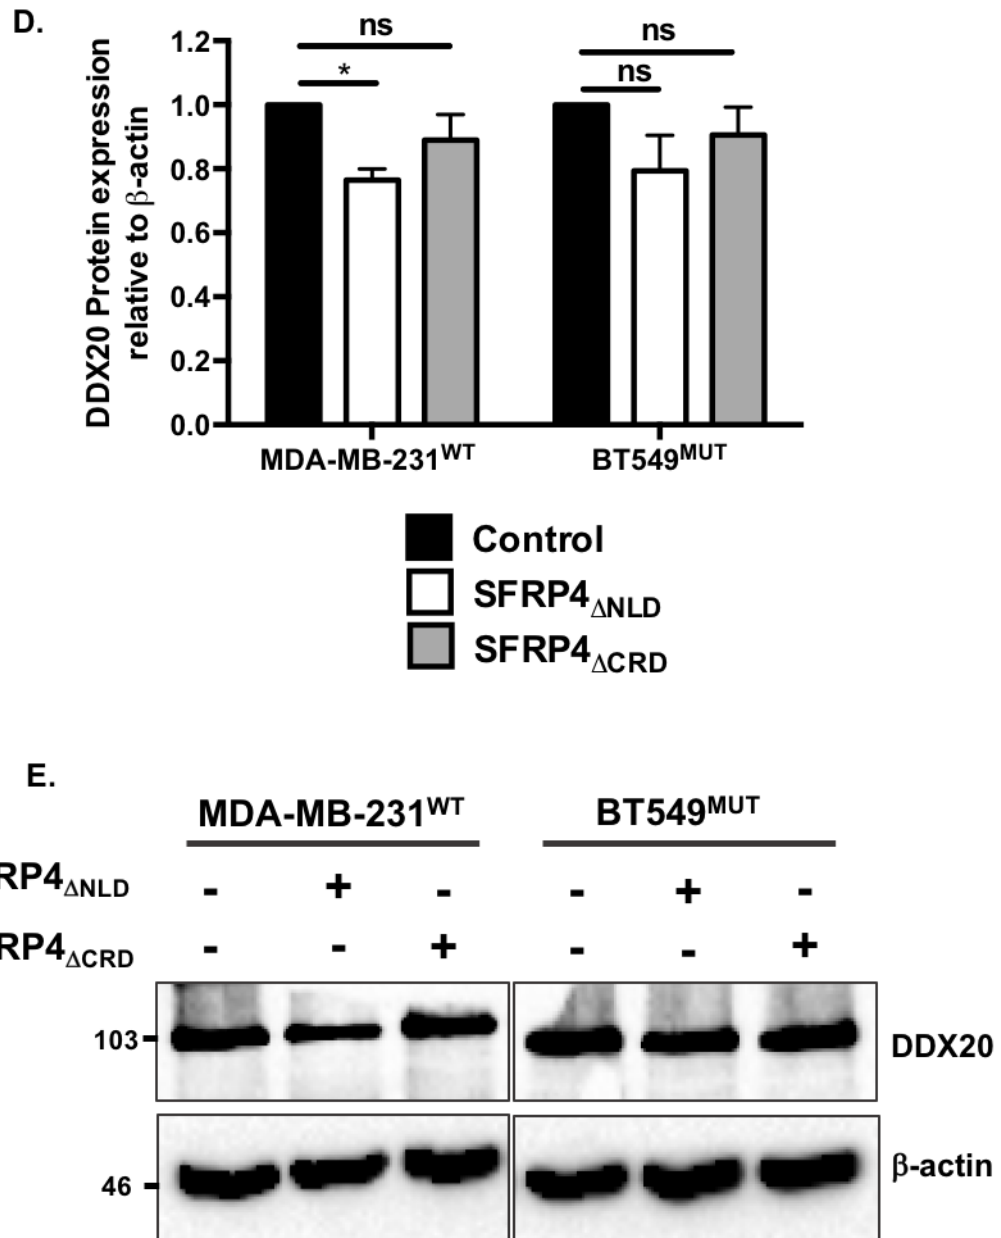 D.
DDX20 Protein expression
relative to β-actin
1.2
1.0
0.8
0.6
0.4
0.2
0.0
ns
*
ns
ns
MDA-MB-231WT
BT549MUT
Control
SFRP4ΔNLD
SFRP4ΔCRD
E.
MDA-MB-231WT
BT549MUT
RP4ΔNLD - + - - + -
RP4ΔCRD - - + - - +
103
DDX20
46
β-actin